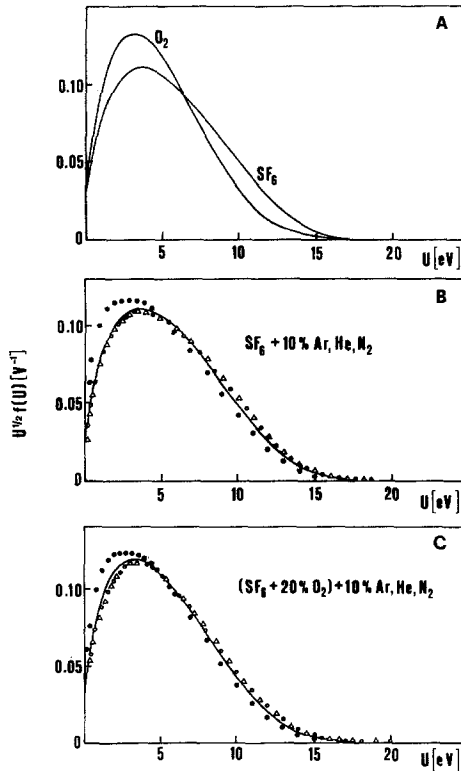 A
O₂
0.10
0.05
SF₆
0
5
10
15
20
U[eV]
B
0.10
SF₆ + 10% Ar, He, N₂
0.05
0
5
10
15
20
U[eV]
U^{1/2} f(U) [V⁻¹]
C
0.10
(SF₆ + 20% O₂) + 10% Ar, He, N₂
0.05
0
5
10
15
20
U[eV]